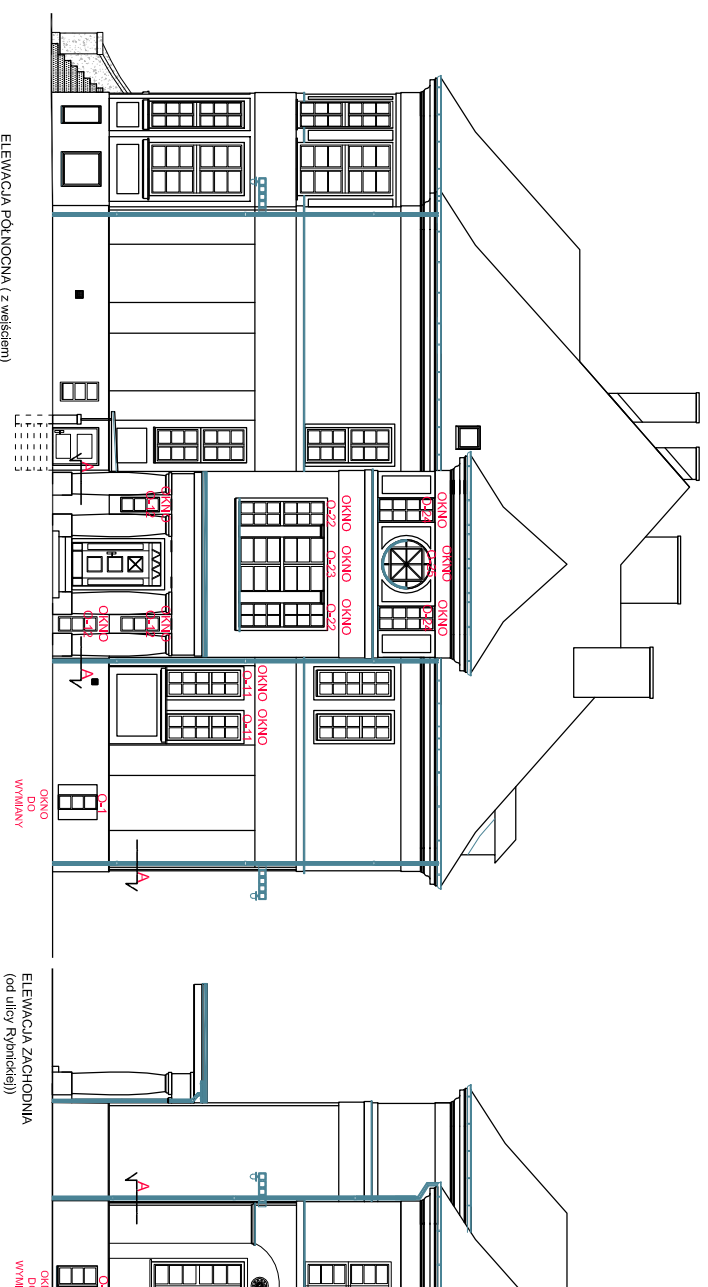 ELEWACJA PÓŁNOCNA ( z wejściem)
A
OKNO
O-12
OKNO
O-12
OKNO
O-12
OKNO
O-22
OKNO
O-23
OKNO
O-22
OKNO
O-24
OKNO
OKNO
O-24
A
OKNO
O-11
OKNO
O-11
O-1
OKNO
DO
WYMIANY
A
ELEWACJA ZACHODNIA
(od ulicy Rybnickiej))
A